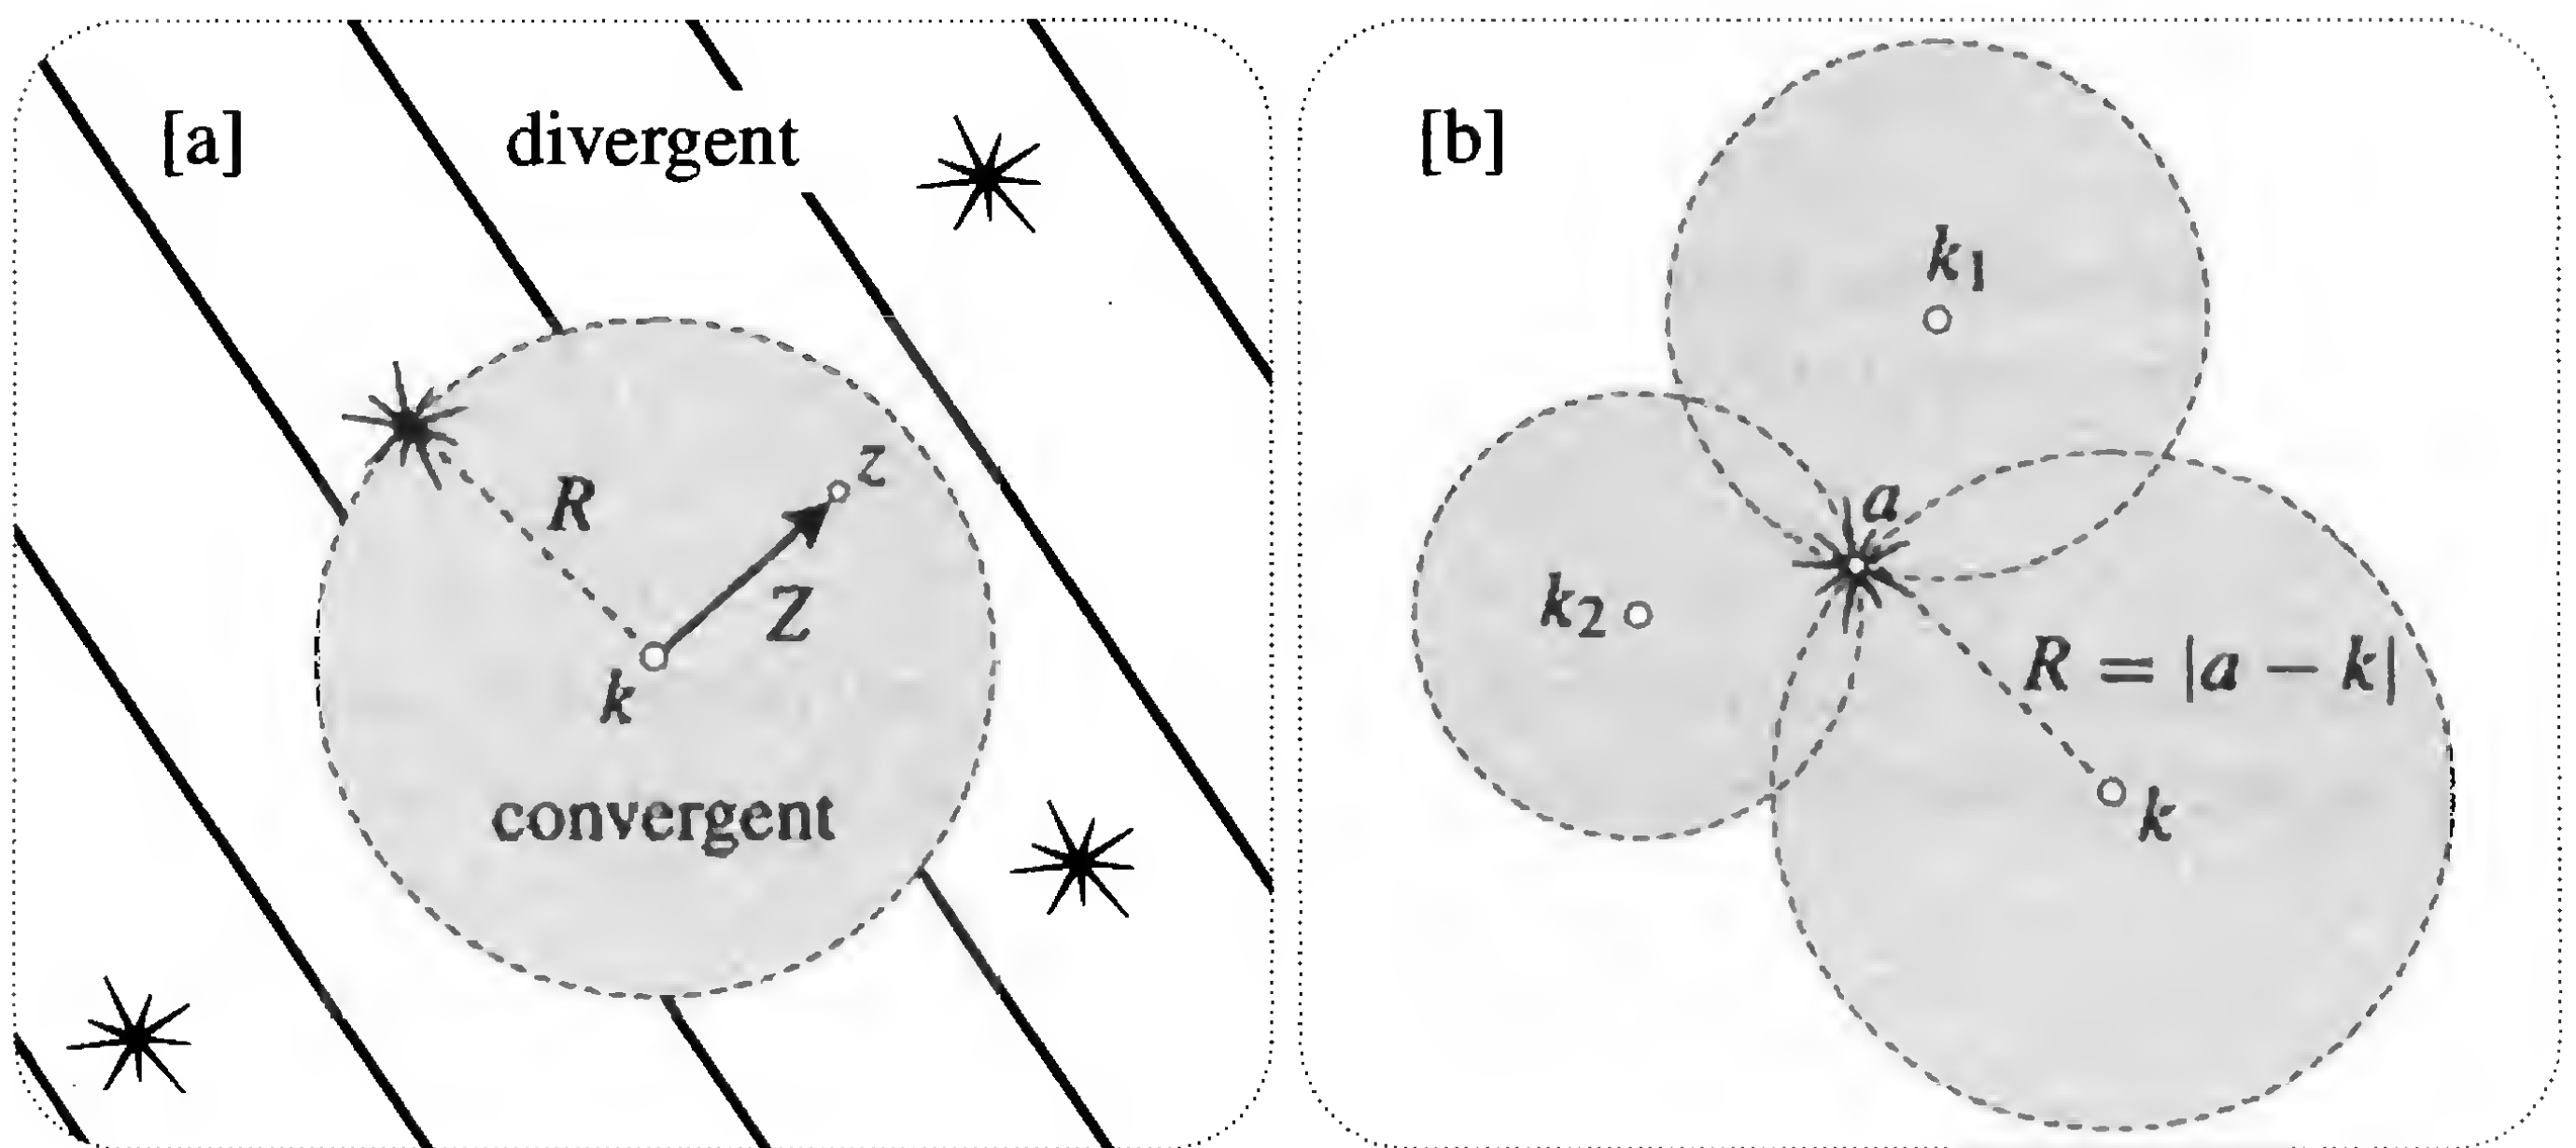 [a]
divergent
R
z
Z
k
convergent
[b]
k1
a
k2
R = |a − k|
k